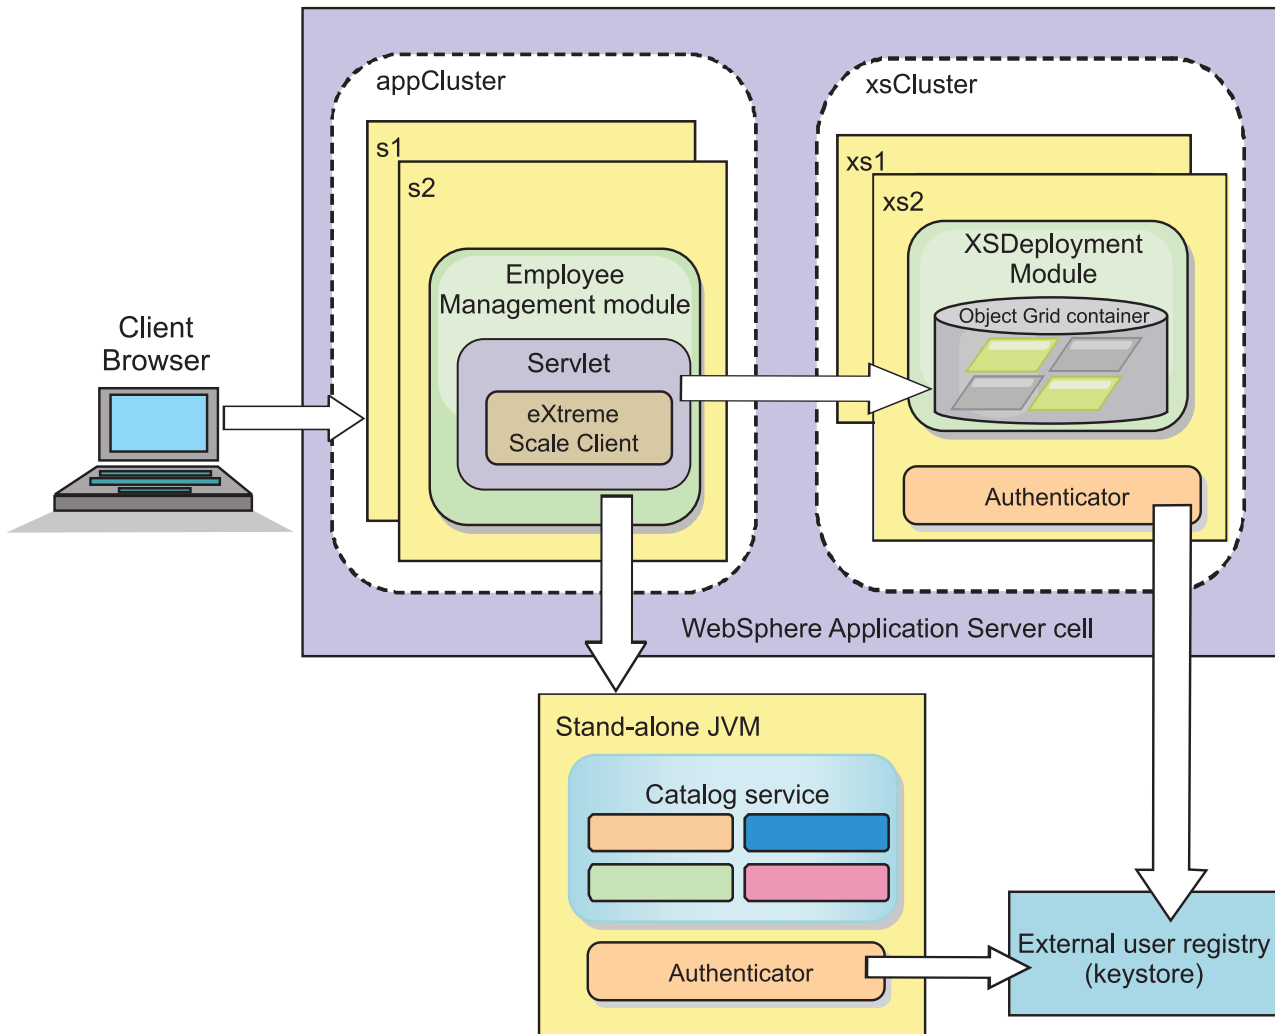 appCluster
xsCluster
s1
s2
xs1
xs2
Employee
Management module
Servlet
eXtreme
Scale Client
XSDeployment
Module
Object Grid container
Client
Browser
Authenticator
WebSphere Application Server cell
Stand-alone JVM
Catalog service
Authenticator
External user registry
(keystore)